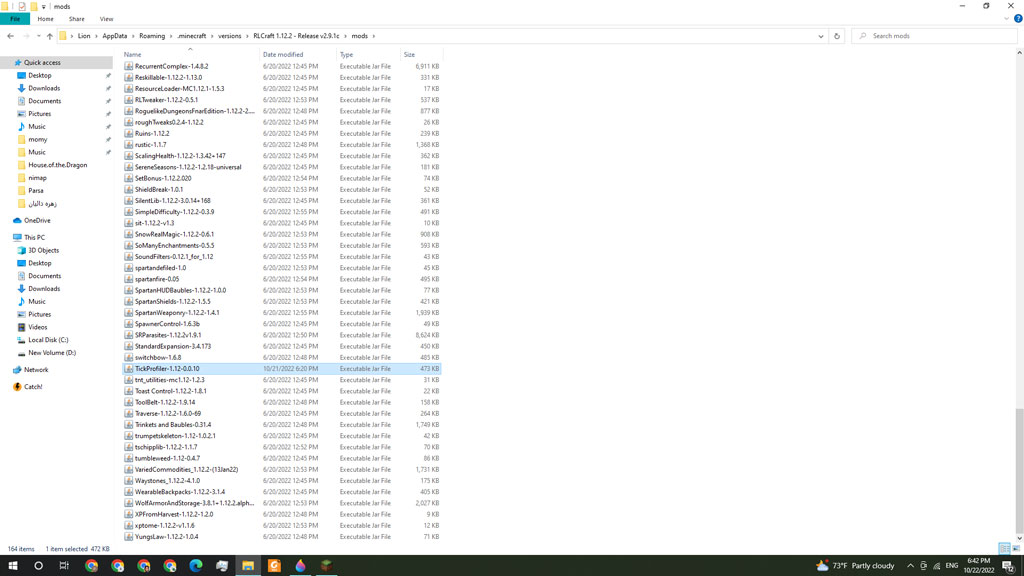 mods
File Home Share View
Lion AppData Roaming .minecraft versions RLCraft 1.12.2 - Release v2.9.1c mods Search mods
Name Date modified Type Size
Quick access
Desktop
Downloads
Documents
Pictures
Music
momy
Music
House.of.the.Dragon
nimap
Parsa
OneDrive
This PC
3D Objects
Desktop
Documents
Downloads
Music
Pictures
Videos
Local Disk (C:)
New Volume (D:)
Network
Catch!
RecurrentComplex-1.4.8.2 6/20/2022 12:45 PM Executable Jar File 6,911 KB
Reskillable-1.12.2-1.13.0 6/20/2022 12:45 PM Executable Jar File 331 KB
ResourceLoader-MC1.12.1-1.5.3 6/20/2022 12:45 PM Executable Jar File 17 KB
RLTweaker-1.12.2-0.5.1 6/20/2022 12:53 PM Executable Jar File 537 KB
RoguelikeDungeonsFnarEdition-1.12.2-2.... 6/20/2022 12:48 PM Executable Jar File 877 KB
roughTweaks0.2.4-1.12.2 6/20/2022 12:45 PM Executable Jar File 26 KB
Ruins-1.12.2 6/20/2022 12:45 PM Executable Jar File 239 KB
rustic-1.1.7 6/20/2022 12:48 PM Executable Jar File 1,368 KB
ScalingHealth-1.12.2-1.3.42+147 6/20/2022 12:45 PM Executable Jar File 362 KB
SereneSeasons-1.12.2-1.2.18-universal 6/20/2022 12:45 PM Executable Jar File 181 KB
SetBonus-1.12.2.020 6/20/2022 12:54 PM Executable Jar File 74 KB
ShieldBreak-1.0.1 6/20/2022 12:53 PM Executable Jar File 52 KB
SilentLib-1.12.2-3.0.14+168 6/20/2022 12:45 PM Executable Jar File 361 KB
SimpleDifficulty-1.12.2-0.3.9 6/20/2022 12:55 PM Executable Jar File 491 KB
sit-1.12.2-v1.3 6/20/2022 12:45 PM Executable Jar File 10 KB
SnowRealMagic-1.12.2-0.6.1 6/20/2022 12:53 PM Executable Jar File 908 KB
SoManyEnchantments-0.5.5 6/20/2022 12:53 PM Executable Jar File 593 KB
SoundFilters-0.12.1_for_1.12 6/20/2022 12:55 PM Executable Jar File 43 KB
spartandefiled-1.0 6/20/2022 12:53 PM Executable Jar File 45 KB
spartanfire-0.05 6/20/2022 12:54 PM Executable Jar File 495 KB
SpartanHUDBaubles-1.12.2-1.0.0 6/20/2022 12:53 PM Executable Jar File 77 KB
SpartanShields-1.12.2-1.5.5 6/20/2022 12:53 PM Executable Jar File 421 KB
SpartanWeaponry-1.12.2-1.4.1 6/20/2022 12:55 PM Executable Jar File 1,939 KB
SpawnerControl-1.6.3b 6/20/2022 12:45 PM Executable Jar File 49 KB
SRParasites-1.12.2v1.9.1 6/20/2022 12:50 PM Executable Jar File 8,624 KB
StandardExpansion-3.4.173 6/20/2022 12:45 PM Executable Jar File 450 KB
switchbow-1.6.8 6/20/2022 12:48 PM Executable Jar File 485 KB
TickProfiler-1.12-0.0.10 10/21/2022 6:20 PM Executable Jar File 473 KB
tnt_utilities-mc1.12-1.2.3 6/20/2022 12:45 PM Executable Jar File 31 KB
Toast Control-1.12.2-1.8.1 6/20/2022 12:45 PM Executable Jar File 22 KB
ToolBelt-1.12.2-1.9.14 6/20/2022 12:48 PM Executable Jar File 158 KB
Traverse-1.12.2-1.6.0-69 6/20/2022 12:45 PM Executable Jar File 264 KB
Trinkets and Baubles-0.31.4 6/20/2022 12:48 PM Executable Jar File 1,749 KB
trumpetskeleton-1.12-1.0.2.1 6/20/2022 12:45 PM Executable Jar File 42 KB
tschipplib-1.12.2-1.1.7 6/20/2022 12:52 PM Executable Jar File 70 KB
tumbleweed-1.12-0.4.7 6/20/2022 12:45 PM Executable Jar File 86 KB
VariedCommodities_1.12.2-(13Jan22) 6/20/2022 12:53 PM Executable Jar File 1,731 KB
Waystones_1.12.2-4.1.0 6/20/2022 12:45 PM Executable Jar File 175 KB
WearableBackpacks-1.12.2-3.1.4 6/20/2022 12:45 PM Executable Jar File 405 KB
WolfArmorAndStorage-3.8.1+1.12.2.alph... 6/20/2022 12:53 PM Executable Jar File 2,027 KB
XPFromHarvest-1.12.2-1.2.0 6/20/2022 12:48 PM Executable Jar File 9 KB
xptome-1.12.2-v1.1.6 6/20/2022 12:53 PM Executable Jar File 12 KB
YungsLaw-1.12.2-1.0.4 6/20/2022 12:48 PM Executable Jar File 71 KB
164 items 1 item selected 472 KB
73°F Partly cloudy ENG 6:42 PM
10/22/2022